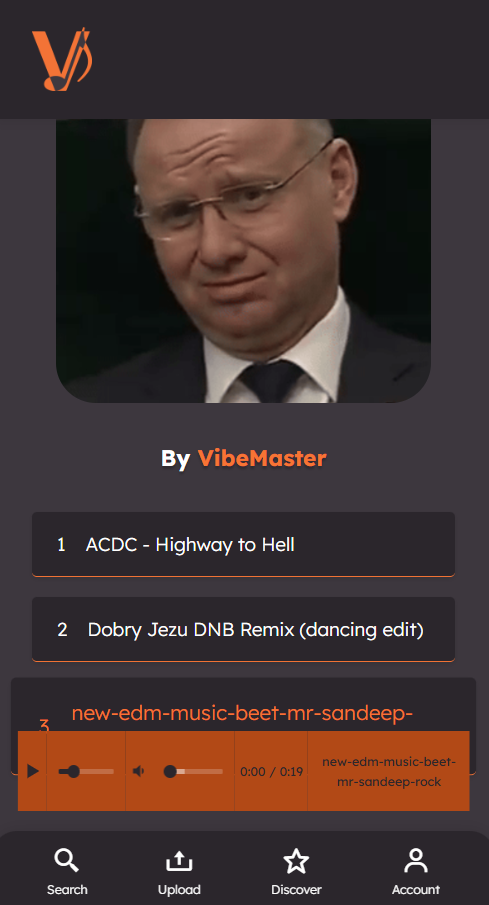 By VibeMaster
1 ACDC - Highway to Hell
2 Dobry Jezu DNB Remix (dancing edit)
new-edm-music-beet-mr-sandeep-
3
0:00 / 0:19
new-edm-music-beet-
mr-sandeep-rock
Search Upload Discover Account